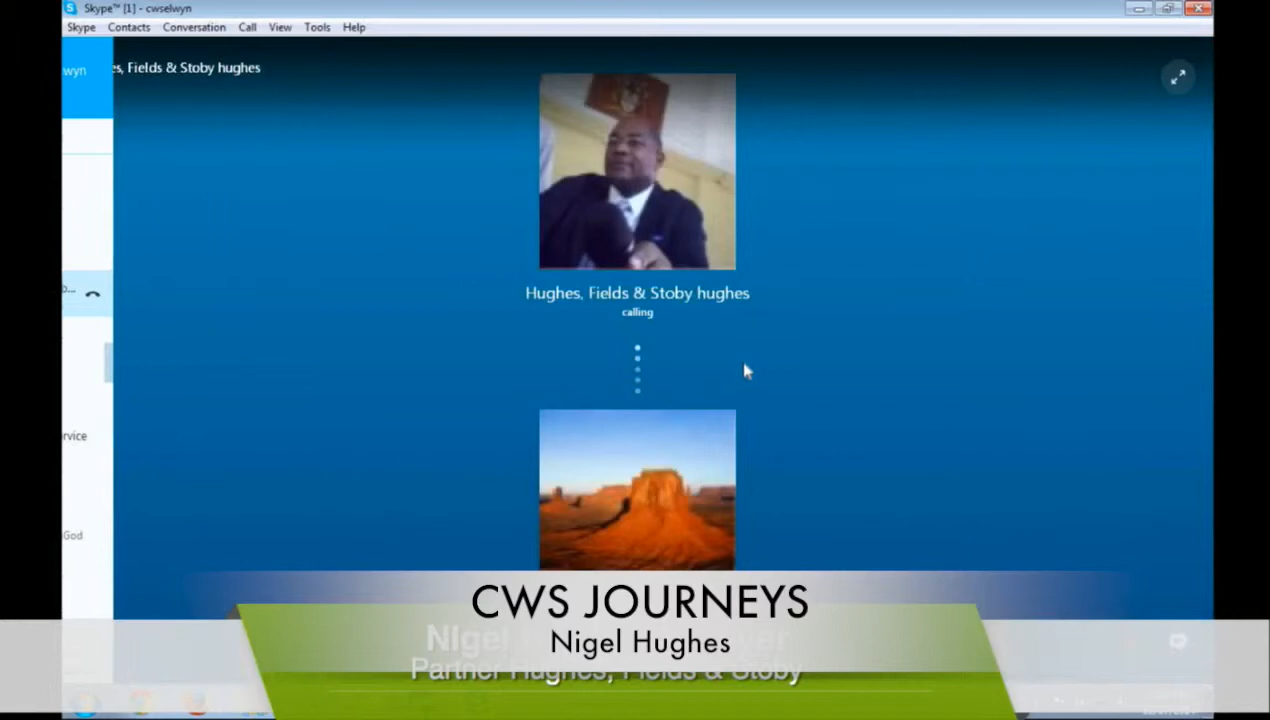 Skype™ [1] - cwselwyn
Skype Contacts Conversation Call View Tools Help
wyn
es, Fields & Stoby hughes
Hughes, Fields & Stoby hughes
calling
b...
rvice
God
CWS JOURNEYS
Nigel Hughes
Partner Hughes, Fields & Stoby